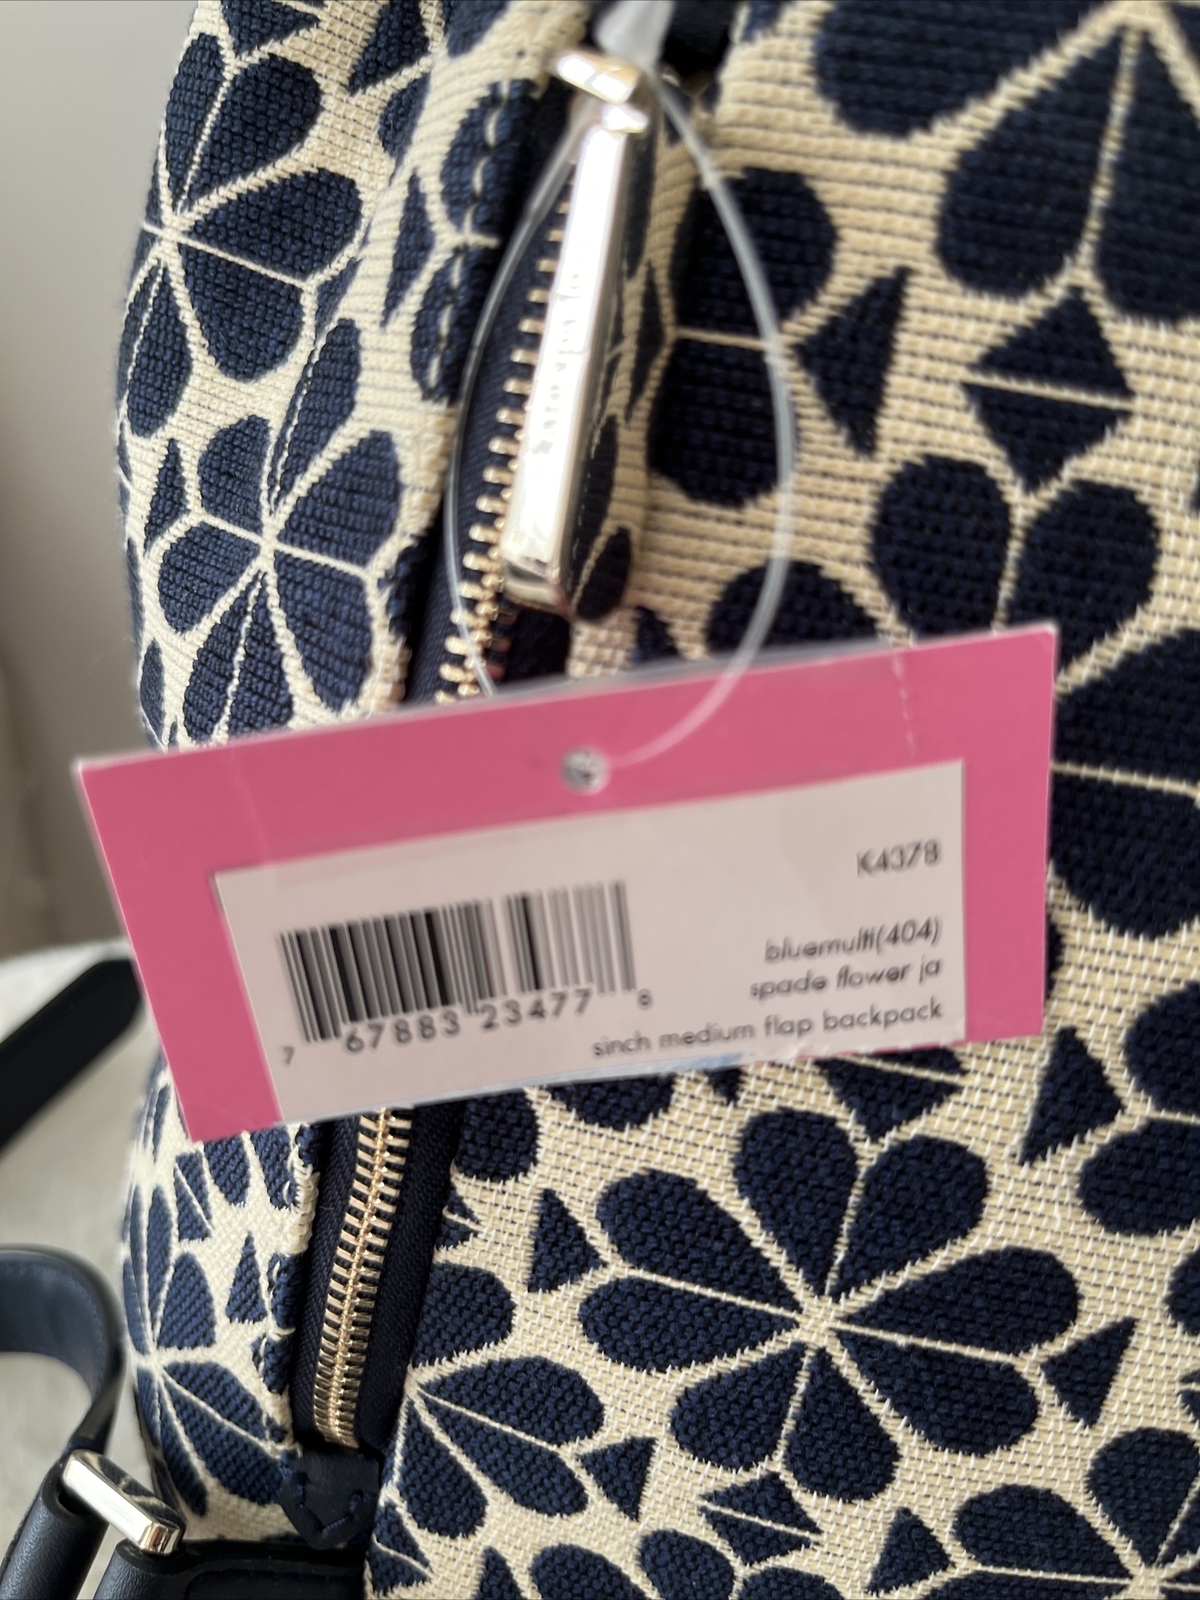 K4378
bluemulti(404)
spade flower ja
sinch medium flap backpack
7 67883 23477 8